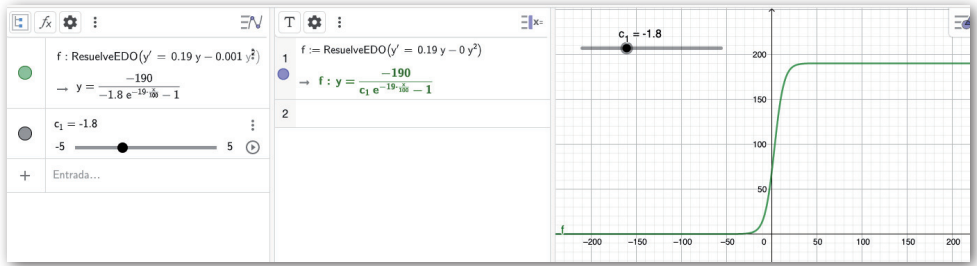 f : ResuelveEDO(y′ = 0.19 y − 0.001 y²)
→ y = −190 / (−1.8 e^(−19·x/100) − 1)
c₁ = -1.8
-5
5
+ Entrada…
T
1
f := ResuelveEDO(y′ = 0.19 y − 0 y²)
→ f : y = −190 / (c₁ e^(−19·x/100) − 1)
2
c₁ = -1.8
200
150
100
50
f
−200 −150 −100 −50 0 50 100 150 200